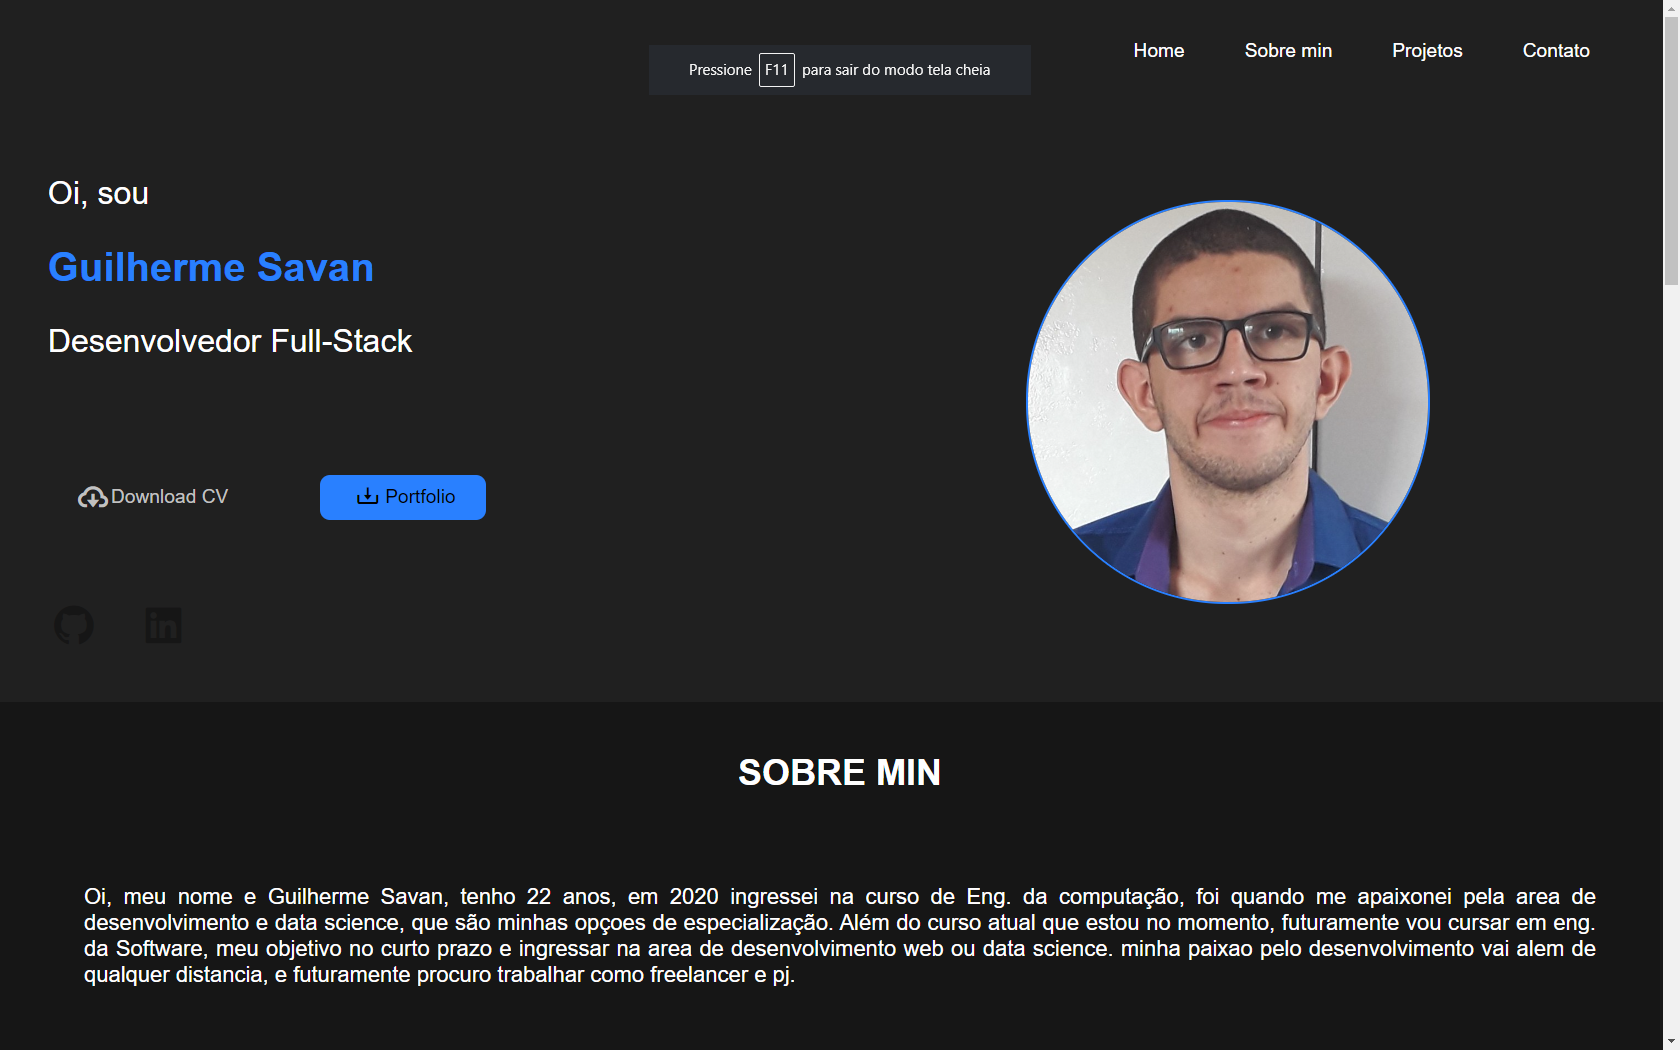 Home Sobre min Projetos Contato
Pressione F11 para sair do modo tela cheia
Oi, sou
Guilherme Savan
Desenvolvedor Full-Stack
Download CV Portfolio
in
SOBRE MIN
Oi, meu nome e Guilherme Savan, tenho 22 anos, em 2020 ingressei na curso de Eng. da computação, foi quando me apaixonei pela area de
desenvolvimento e data science, que são minhas opçoes de especialização. Além do curso atual que estou no momento, futuramente vou cursar em eng.
da Software, meu objetivo no curto prazo e ingressar na area de desenvolvimento web ou data science. minha paixao pelo desenvolvimento vai alem de
qualquer distancia, e futuramente procuro trabalhar como freelancer e pj.